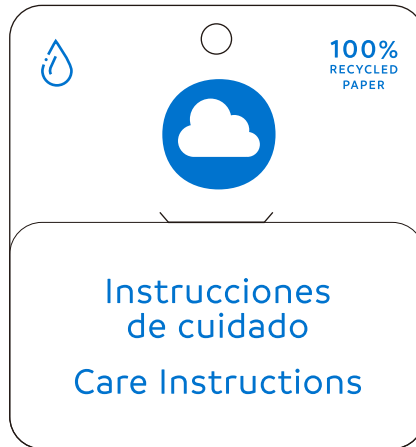 100%
RECYCLED
PAPER
Instrucciones
de cuidado
Care Instructions